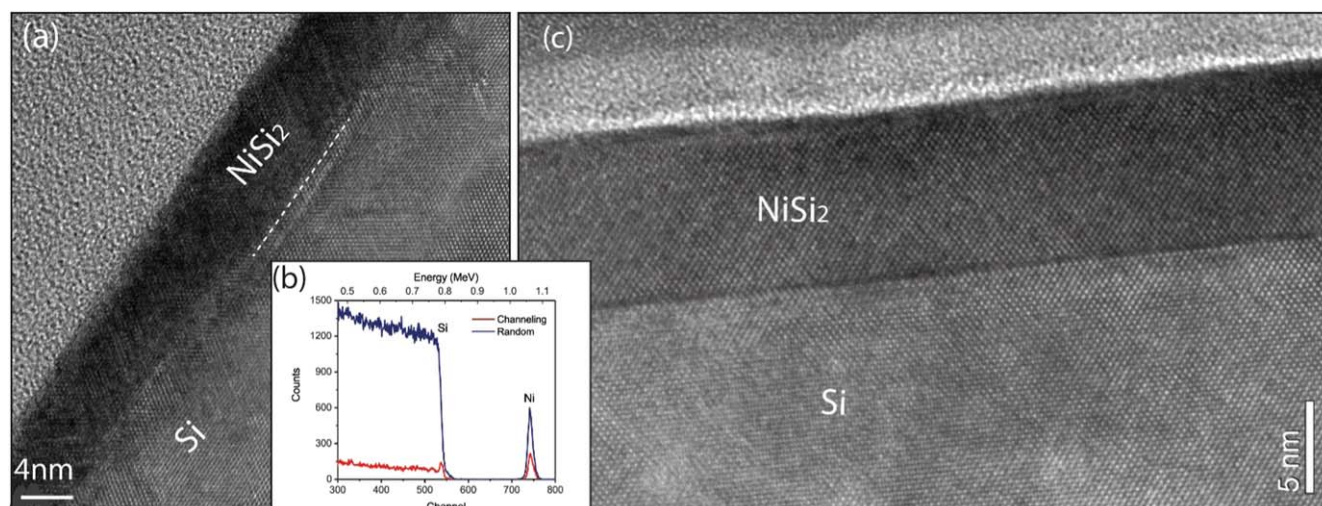 (a)
NiSi₂
Si
4nm
(b)
Energy (MeV)
0.5 0.6 0.7 0.8 0.9 1.0 1.1
1500
1200
900
600
300
0
Counts
Si
Channeling
Random
Ni
300 400 500 600 700 800
Channel
(c)
NiSi₂
Si
5 nm